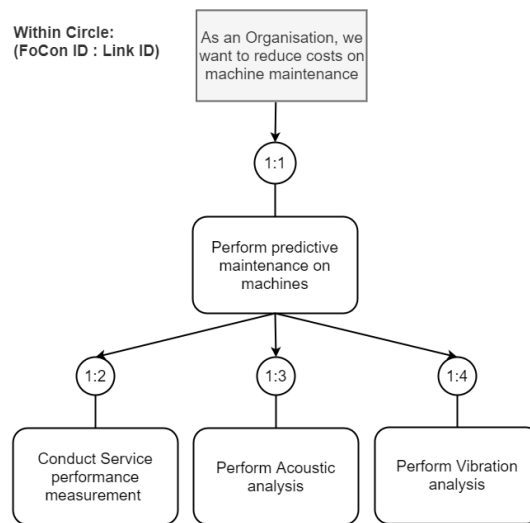 Within Circle:
(FoCon ID : Link ID)
As an Organisation, we
want to reduce costs on
machine maintenance
1:1
Perform predictive
maintenance on
machines
1:2
1:3
1:4
Conduct Service
performance
measurement
Perform Acoustic
analysis
Perform Vibration
analysis